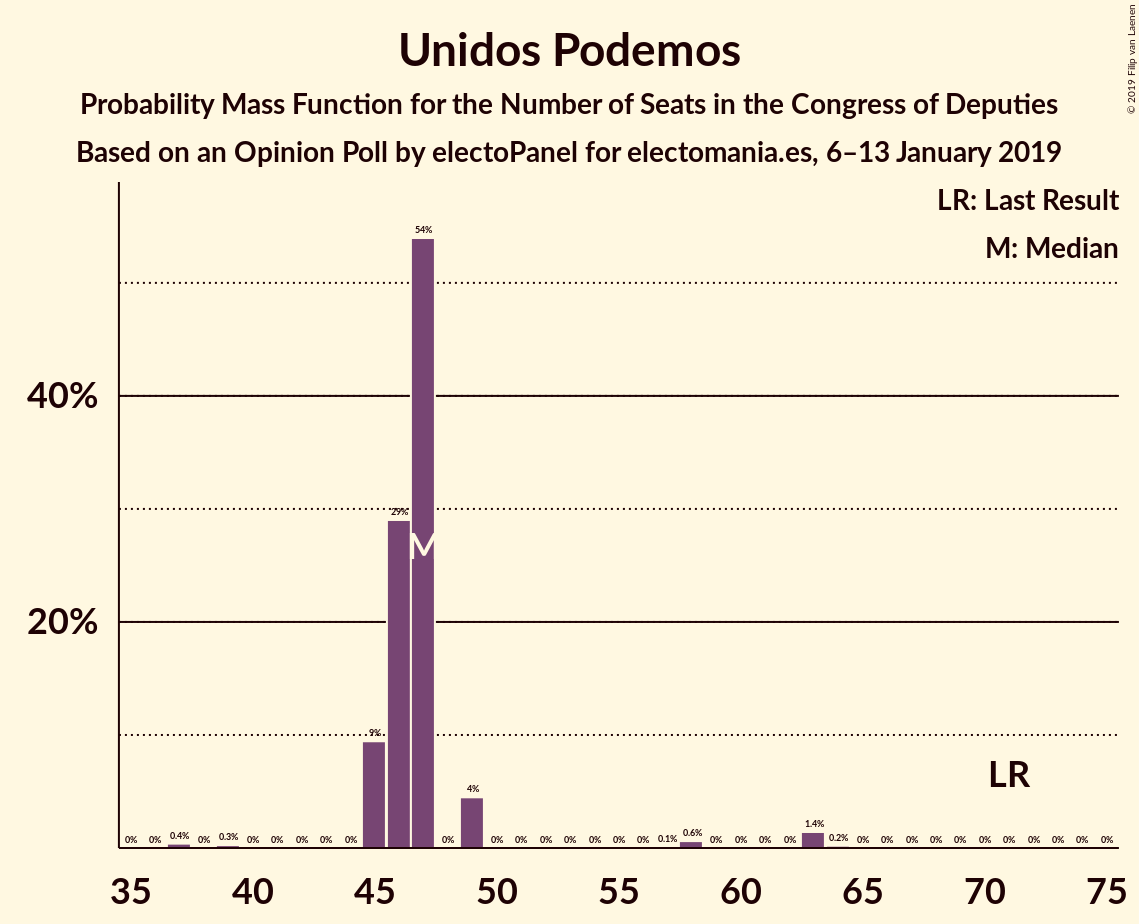 Unidos Podemos
Probability Mass Function for the Number of Seats in the Congress of Deputies
Based on an Opinion Poll by electoPanel for electomania.es, 6–13 January 2019
© 2019 Filip van Laenen
LR: Last Result
M: Median
54%
40%
29%
M
20%
9%
LR
4%
0% 0% 0.4% 0% 0.3% 0% 0% 0% 0% 0% 0% 0% 0% 0% 0% 0% 0% 0% 0% 0.1% 0.6% 0% 0% 0% 0% 1.4% 0.2% 0% 0% 0% 0% 0% 0% 0% 0% 0% 0% 0%
35 40 45 50 55 60 65 70 75